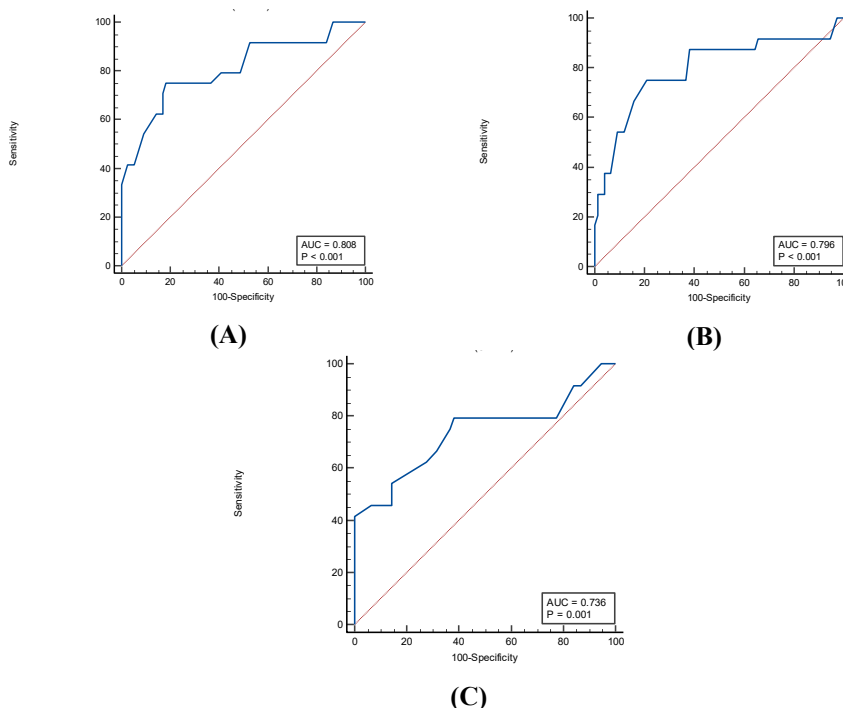 100
80
60
40
20
0
Sensitivity
AUC = 0.808
P < 0.001
0 20 40 60 80 100
100-Specificity
(A)
100
80
60
40
20
0
Sensitivity
AUC = 0.796
P < 0.001
0 20 40 60 80
100-Specificity
(B)
100
80
60
40
20
0
Sensitivity
AUC = 0.736
P = 0.001
0 20 40 60 80 100
100-Specificity
(C)